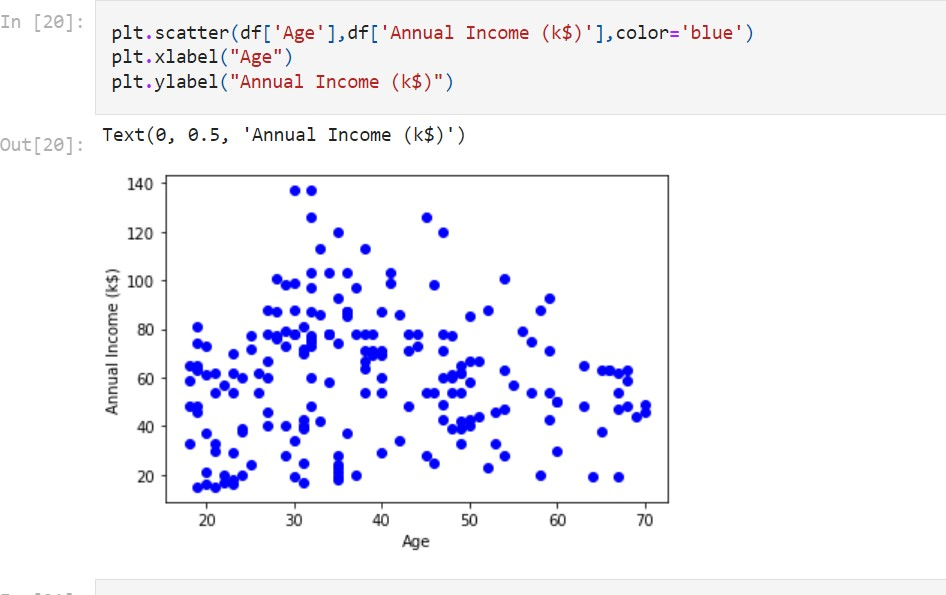 In [20]:
plt.scatter(df['Age'],df['Annual Income (k$)'],color='blue')
plt.xlabel("Age")
plt.ylabel("Annual Income (k$)")
Out[20]:
Text(0, 0.5, 'Annual Income (k$)')
140
120
100
80
60
40
20
Annual Income (k$)
20 30 40 50 60 70
Age